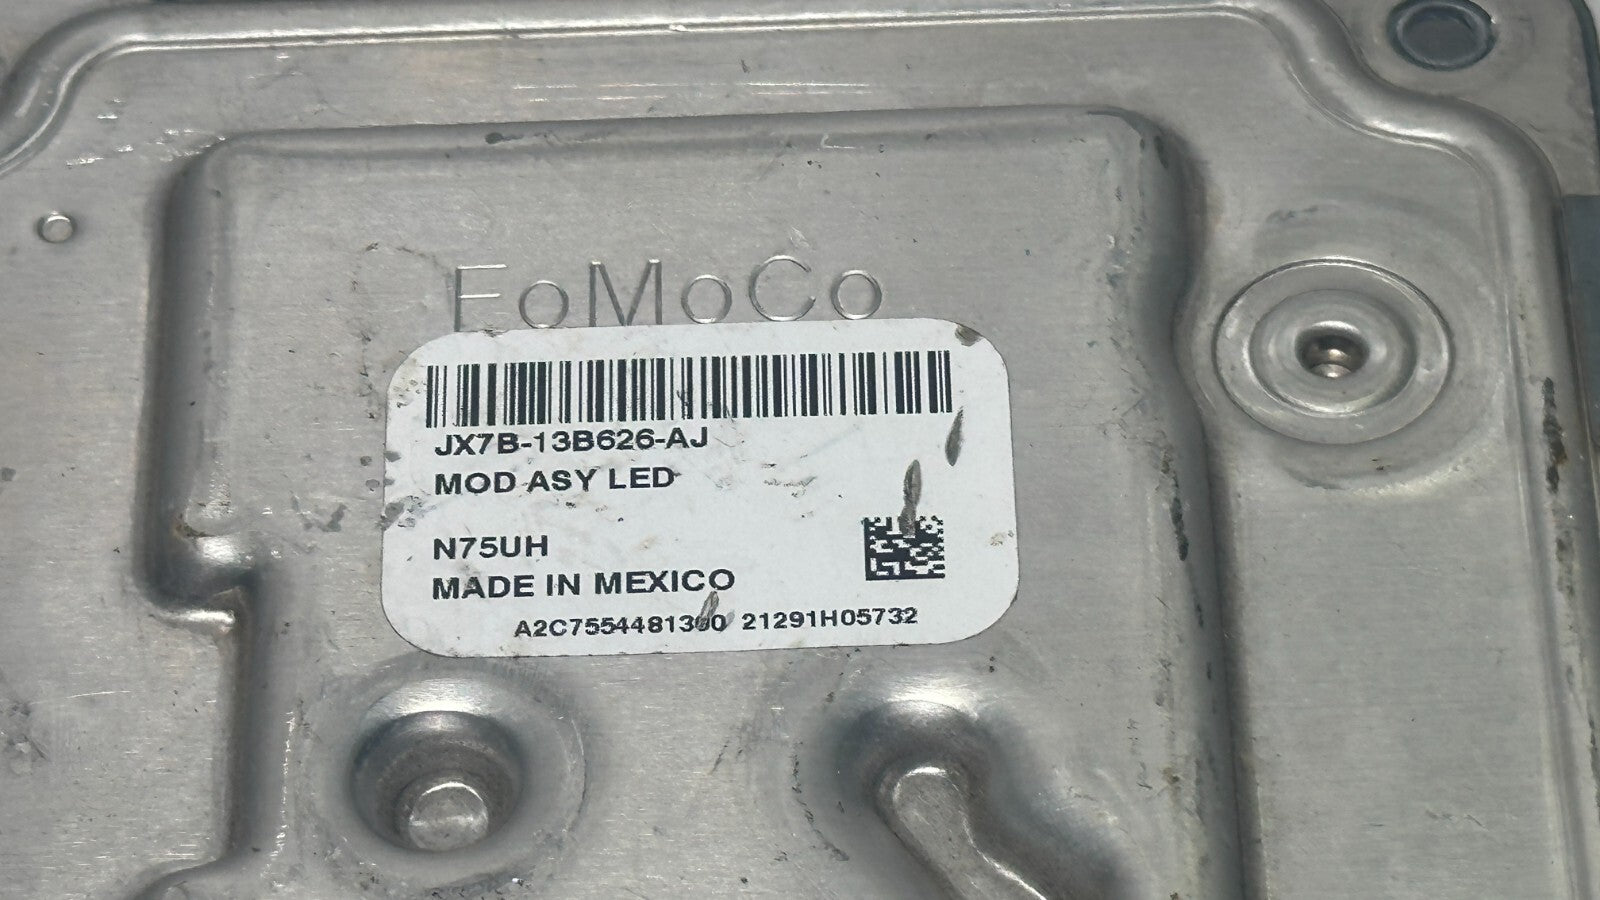 FoMoCo
JX7B-13B626-AJ
MOD ASY LED
N75UH
MADE IN MEXICO
A2C7554481300 21291H05732